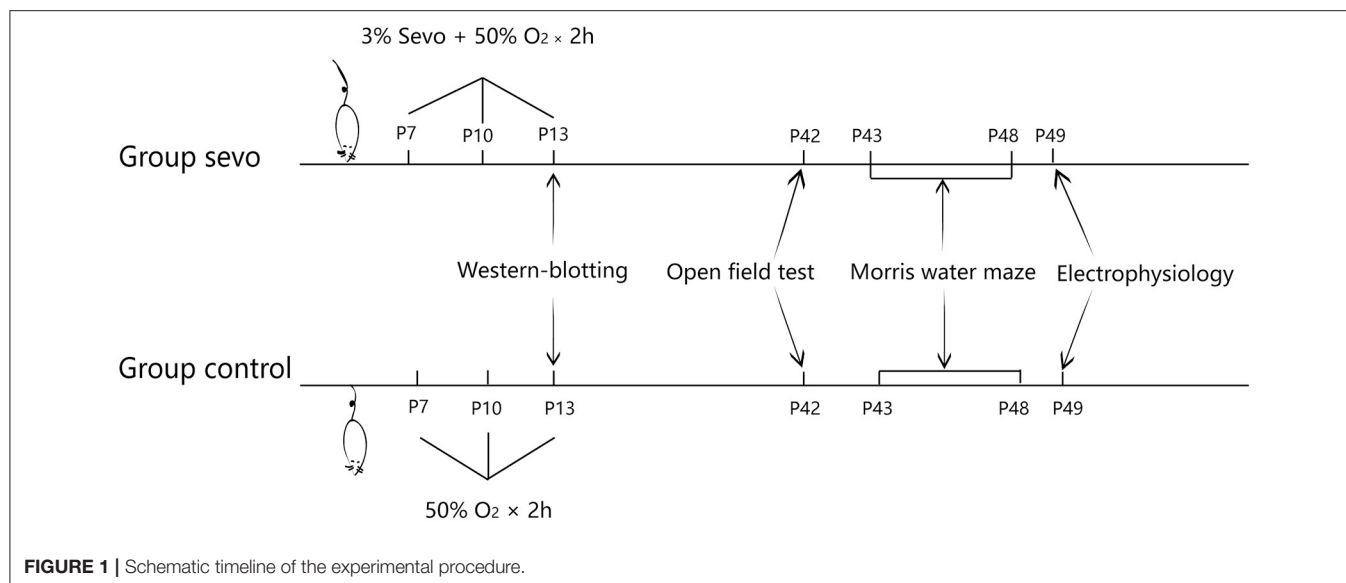 3% Sevo + 50% O2 × 2h
P7 P10 P13 P42 P43 P48 P49
Group sevo
Western-blotting Open field test Morris water maze Electrophysiology
Group control
P7 P10 P13 P42 P43 P48 P49
50% O2 × 2h
FIGURE 1 | Schematic timeline of the experimental procedure.